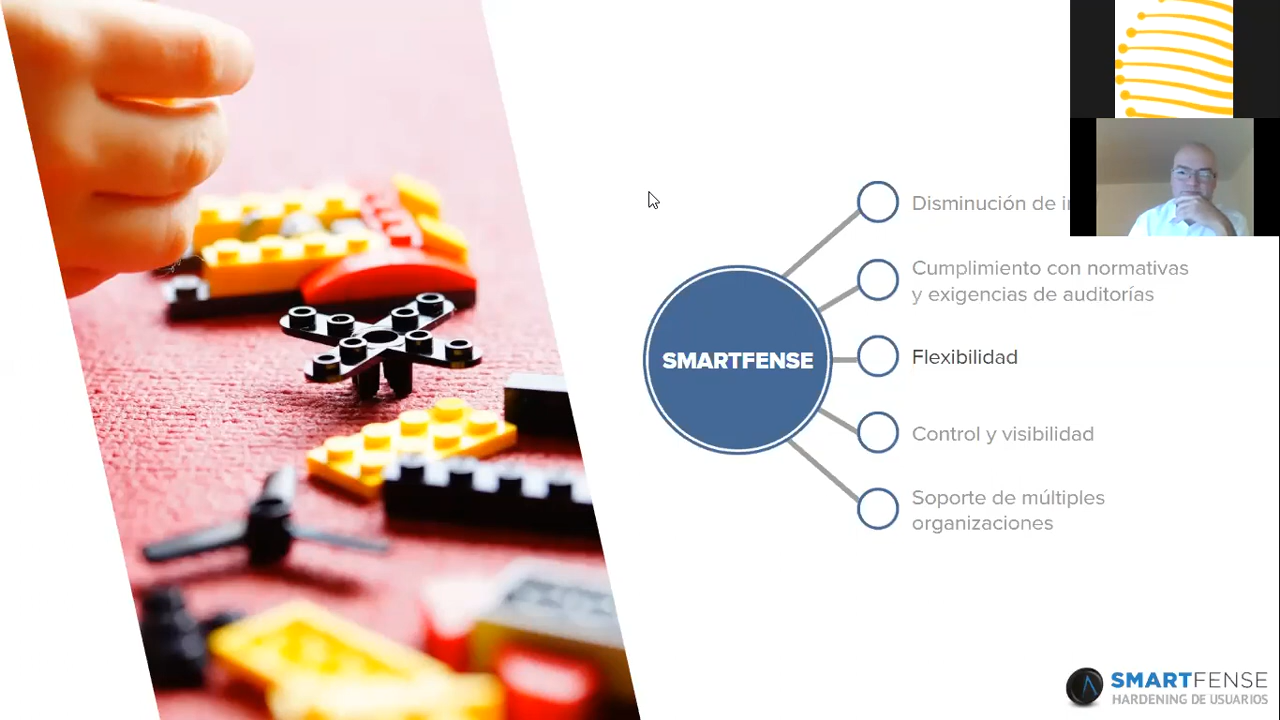 Disminución de
Cumplimiento con normativas
y exigencias de auditorías
SMARTFENSE
Flexibilidad
Control y visibilidad
Soporte de múltiples
organizaciones
SMARTFENSE
HARDENING DE USUARIOS